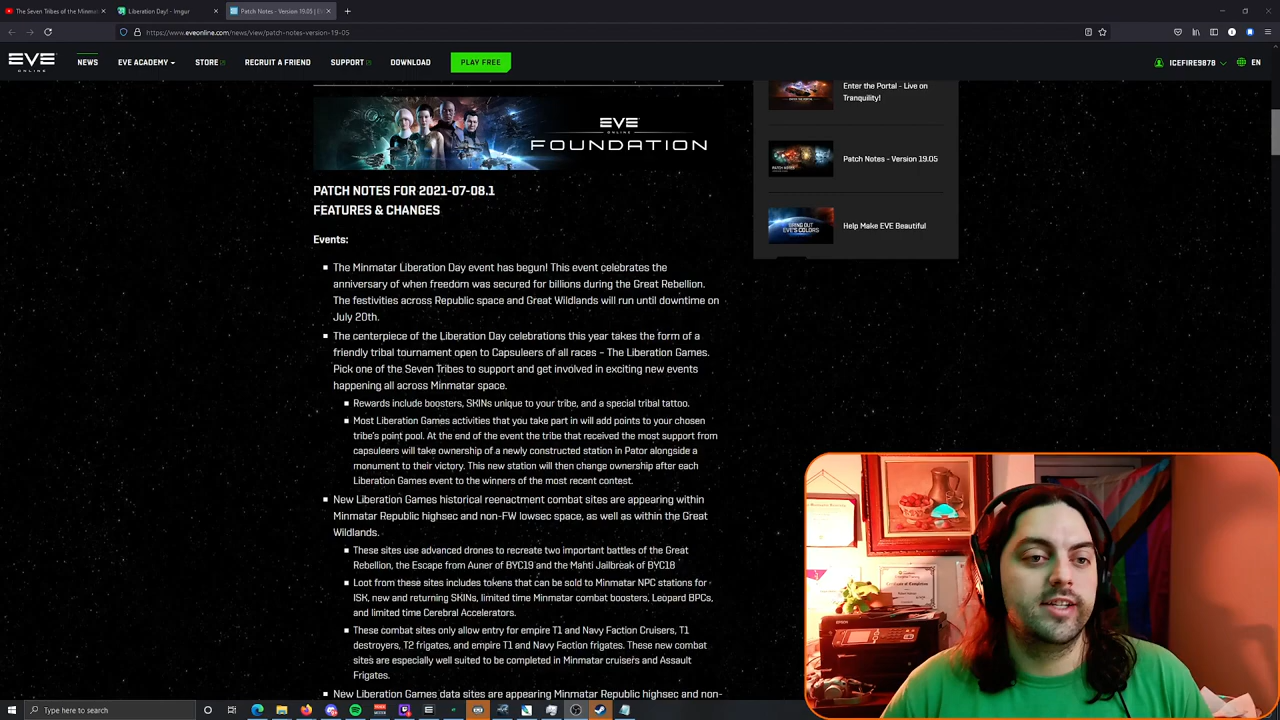 The Seven Tribes of the Minmat
Liberation Day! - Imgur
Patch Notes - Version 19.05 | EV
https://www.eveonline.com/news/view/patch-notes-version-19-05
EVE
ONLINE
NEWS
EVE ACADEMY
STORE
RECRUIT A FRIEND
SUPPORT
DOWNLOAD
PLAY FREE
ICEFIRE5878
EN
EVE
ONLINE
FOUNDATION
PATCH NOTES FOR 2021-07-08.1
FEATURES & CHANGES
Events:
The Minmatar Liberation Day event has begun! This event celebrates the
anniversary of when freedom was secured for billions during the Great Rebellion.
The festivities across Republic space and Great Wildlands will run until downtime on
July 20th.
The centerpiece of the Liberation Day celebrations this year takes the form of a
friendly tribal tournament open to Capsuleers of all races – The Liberation Games.
Pick one of the Seven Tribes to support and get involved in exciting new events
happening all across Minmatar space.
Rewards include boosters, SKINs unique to your tribe, and a special tribal tattoo.
Most Liberation Games activities that you take part in will add points to your chosen
tribe's point pool. At the end of the event the tribe that received the most support from
capsuleers will take ownership of a newly constructed station in Pator alongside a
monument to their victory. This new station will then change ownership after each
Liberation Games event to the winners of the most recent contest.
New Liberation Games historical reenactment combat sites are appearing within
Minmatar Republic highsec and non-FW lowsec space, as well as within the Great
Wildlands.
These sites use advanced drones to recreate two important battles of the Great
Rebellion, the Escape from Auner of BYC19 and the Mahti Jailbreak of BYC18
Loot from these sites includes tokens that can be sold to Minmatar NPC stations for
ISK, new and returning SKINs, limited time Minmatar combat boosters, Leopard BPCs,
and limited time Cerebral Accelerators.
These combat sites only allow entry for empire T1 and Navy Faction Cruisers, T1
destroyers, T2 frigates, and empire T1 and Navy Faction frigates. These new combat
sites are especially well suited to be completed in Minmatar cruisers and Assault
Frigates.
New Liberation Games data sites are appearing Minmatar Republic highsec and non-
Enter the Portal - Live on
Tranquility!
Patch Notes - Version 19.05
BRING OUT
EVE'S COLORS
Help Make EVE Beautiful
EPSON
Type here to search